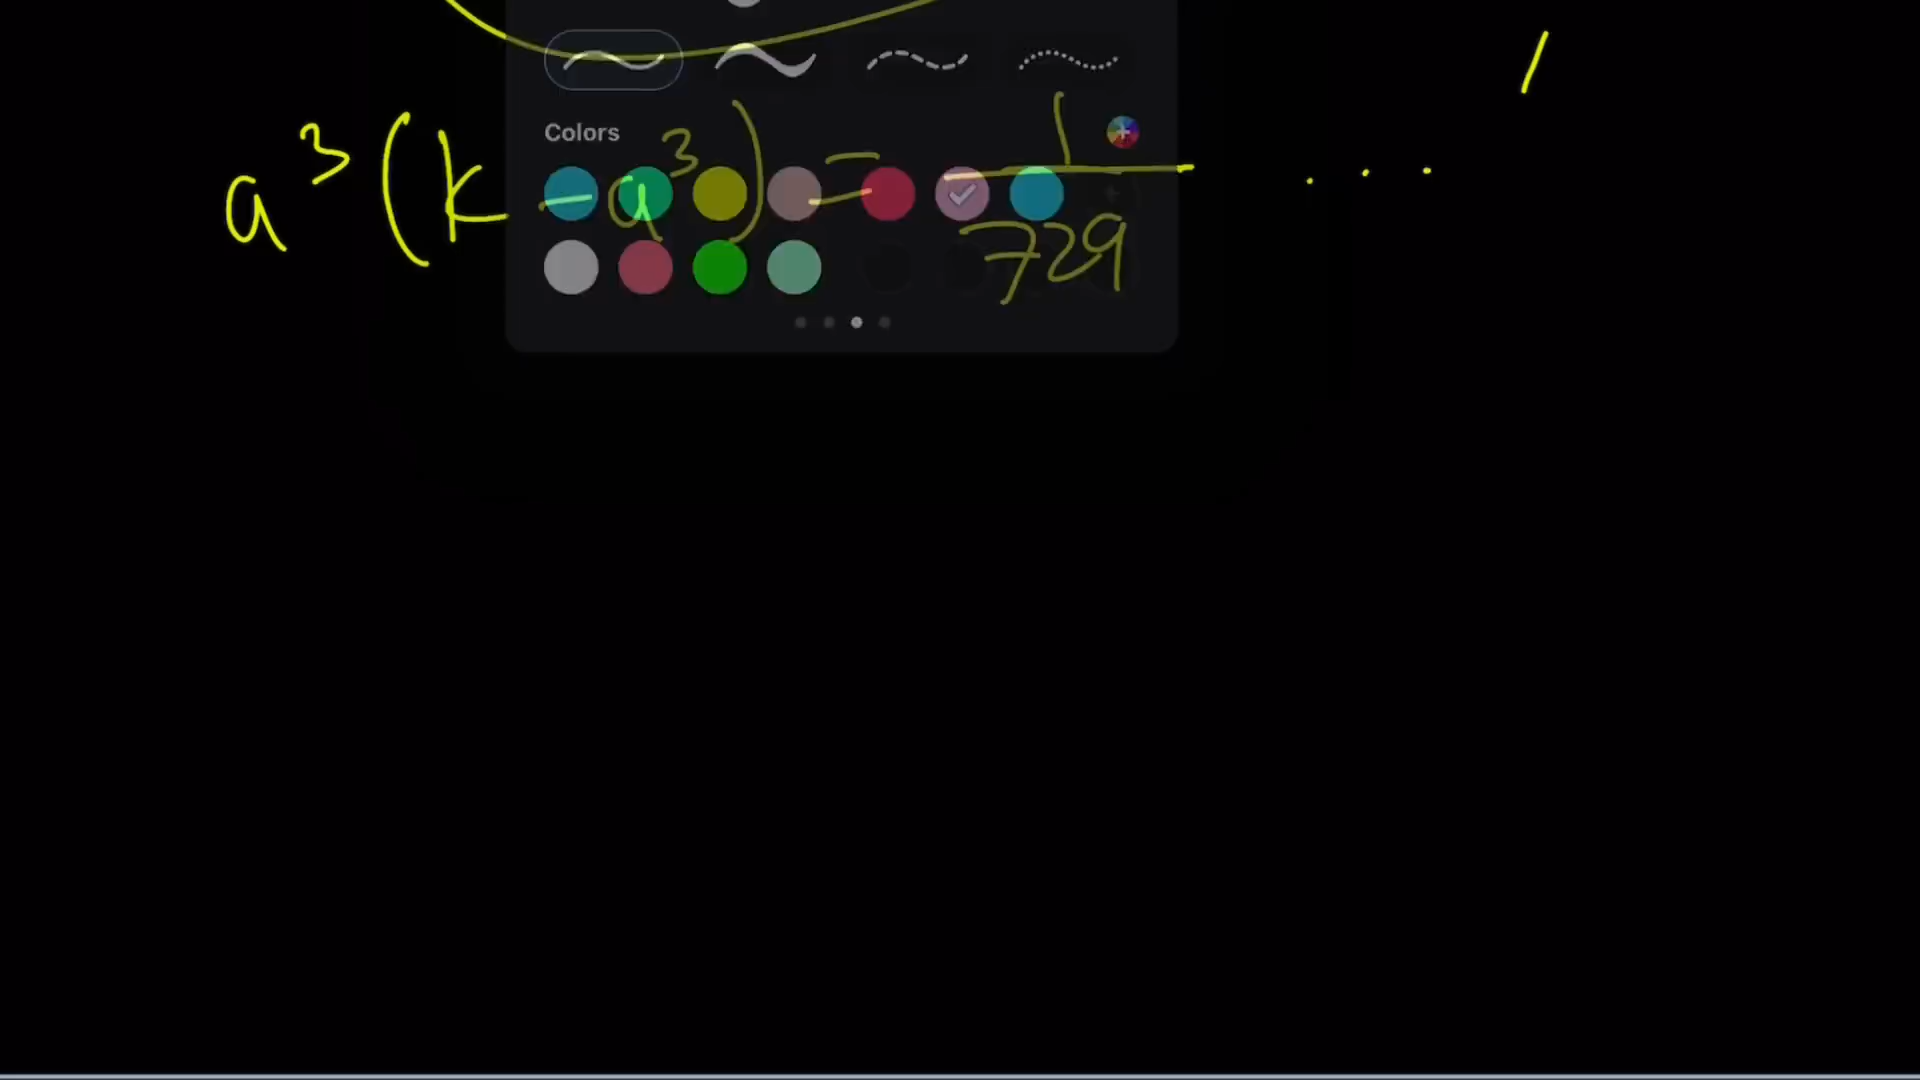 Colors
a³(k - a³) = 1/729 ...